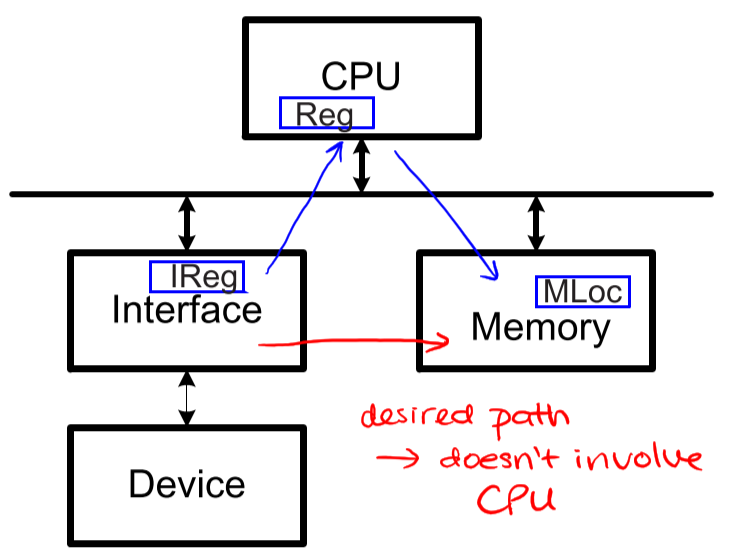 CPU
Reg
IReg
Interface
MLoc
Memory
Device
desired path
→ doesn't involve
CPU